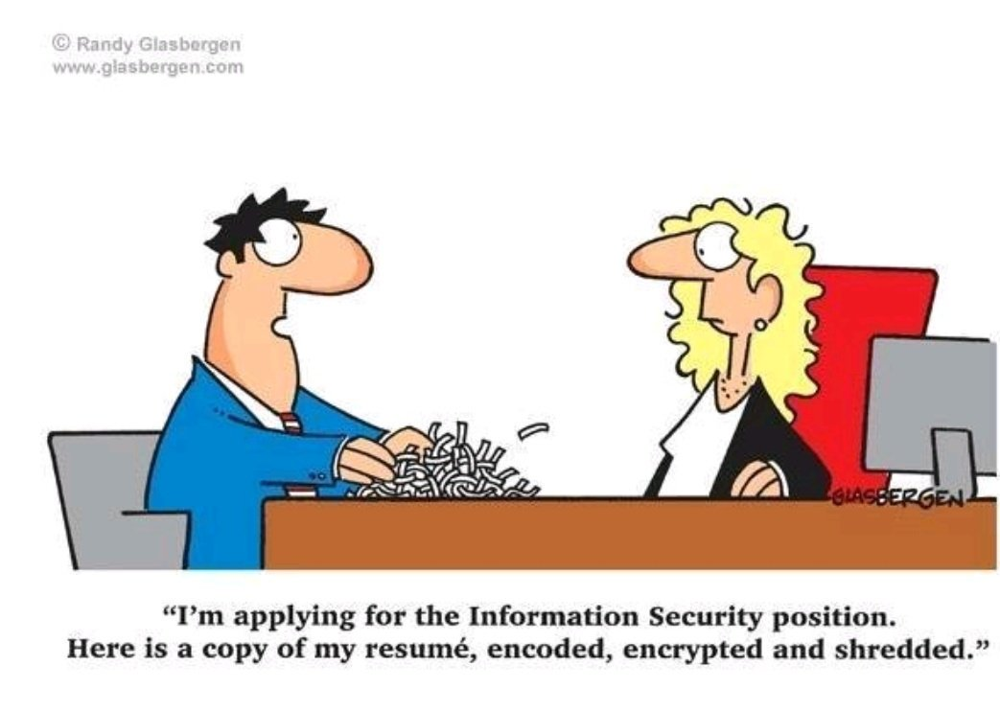 © Randy Glasbergen
www.glasbergen.com
GLASBERGEN
“I’m applying for the Information Security position.
Here is a copy of my resumé, encoded, encrypted and shredded.”